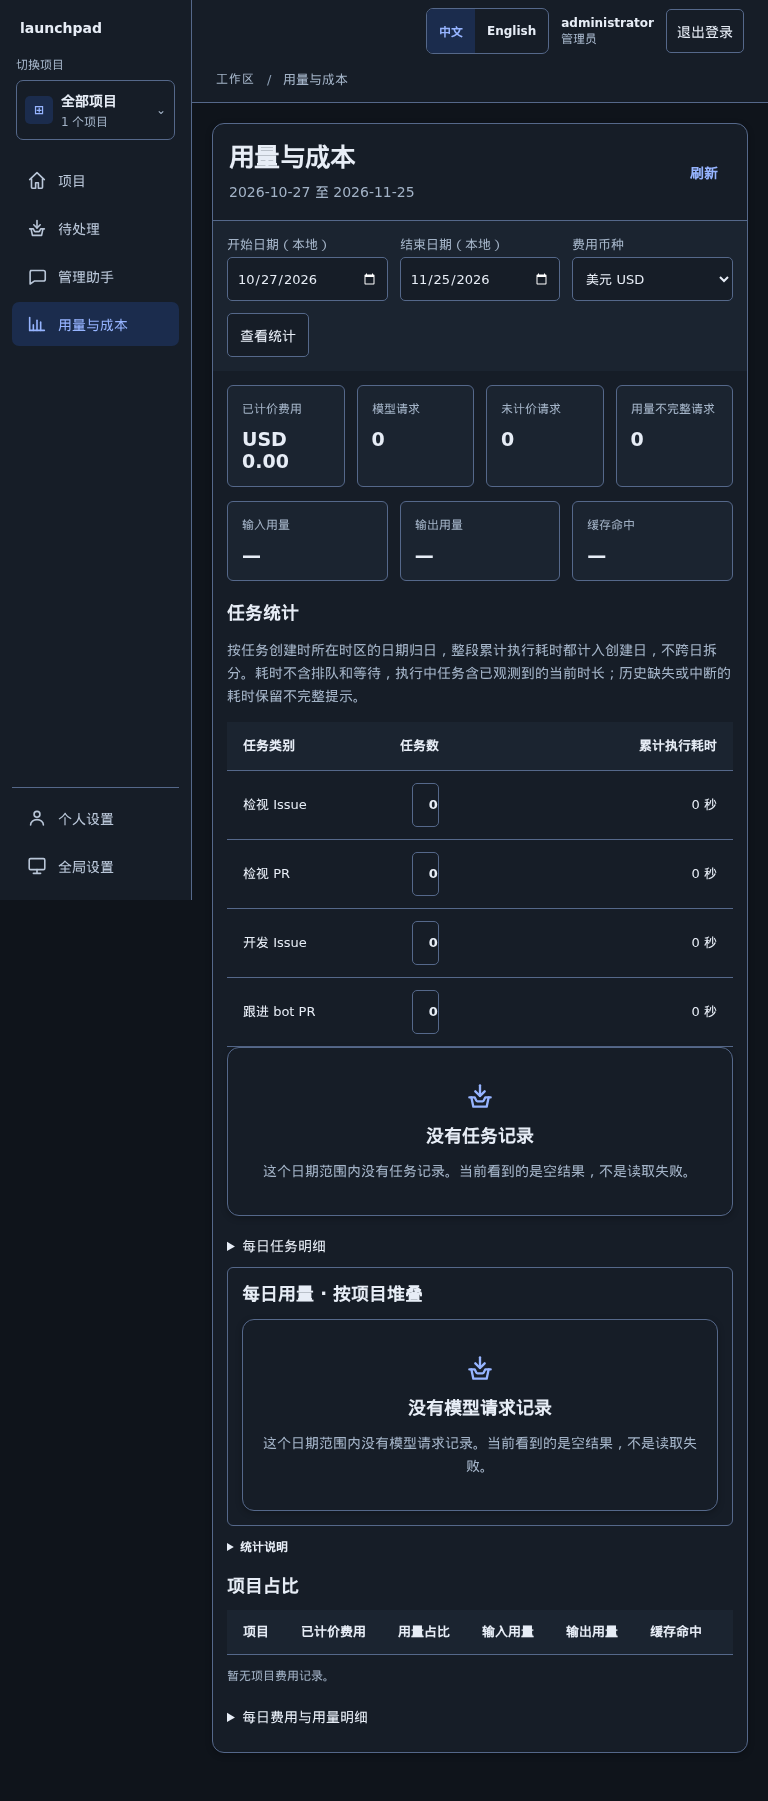 launchpad
切换项目
全部项目
1 个项目
项目
待处理
管理助手
用量与成本
个人设置
全局设置
中文
English
administrator
管理员
退出登录
工作区 / 用量与成本
用量与成本
2026-10-27 至 2026-11-25
刷新
开始日期（本地）
结束日期（本地）
费用币种
10/27/2026
11/25/2026
美元 USD
查看统计
已计价费用
USD
0.00
模型请求
0
未计价请求
0
用量不完整请求
0
输入用量
—
输出用量
—
缓存命中
—
任务统计
按任务创建时所在时区的日期归日，整段累计执行耗时都计入创建日，不跨日拆
分。耗时不含排队和等待，执行中任务含已观测到的当前时长；历史缺失或中断的
耗时保留不完整提示。
任务类别 任务数 累计执行耗时
检视 Issue 0 0 秒
检视 PR 0 0 秒
开发 Issue 0 0 秒
跟进 bot PR 0 0 秒
没有任务记录
这个日期范围内没有任务记录。当前看到的是空结果，不是读取失败。
每日任务明细
每日用量 · 按项目堆叠
没有模型请求记录
这个日期范围内没有模型请求记录。当前看到的是空结果，不是读取失
败。
统计说明
项目占比
项目 已计价费用 用量占比 输入用量 输出用量 缓存命中
暂无项目费用记录。
每日费用与用量明细